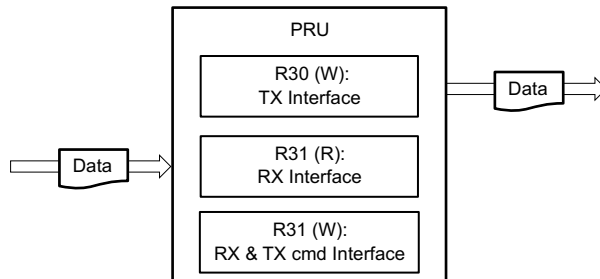 PRU
R30 (W):
TX Interface
Data
Data
R31 (R):
RX Interface
R31 (W):
RX & TX cmd Interface